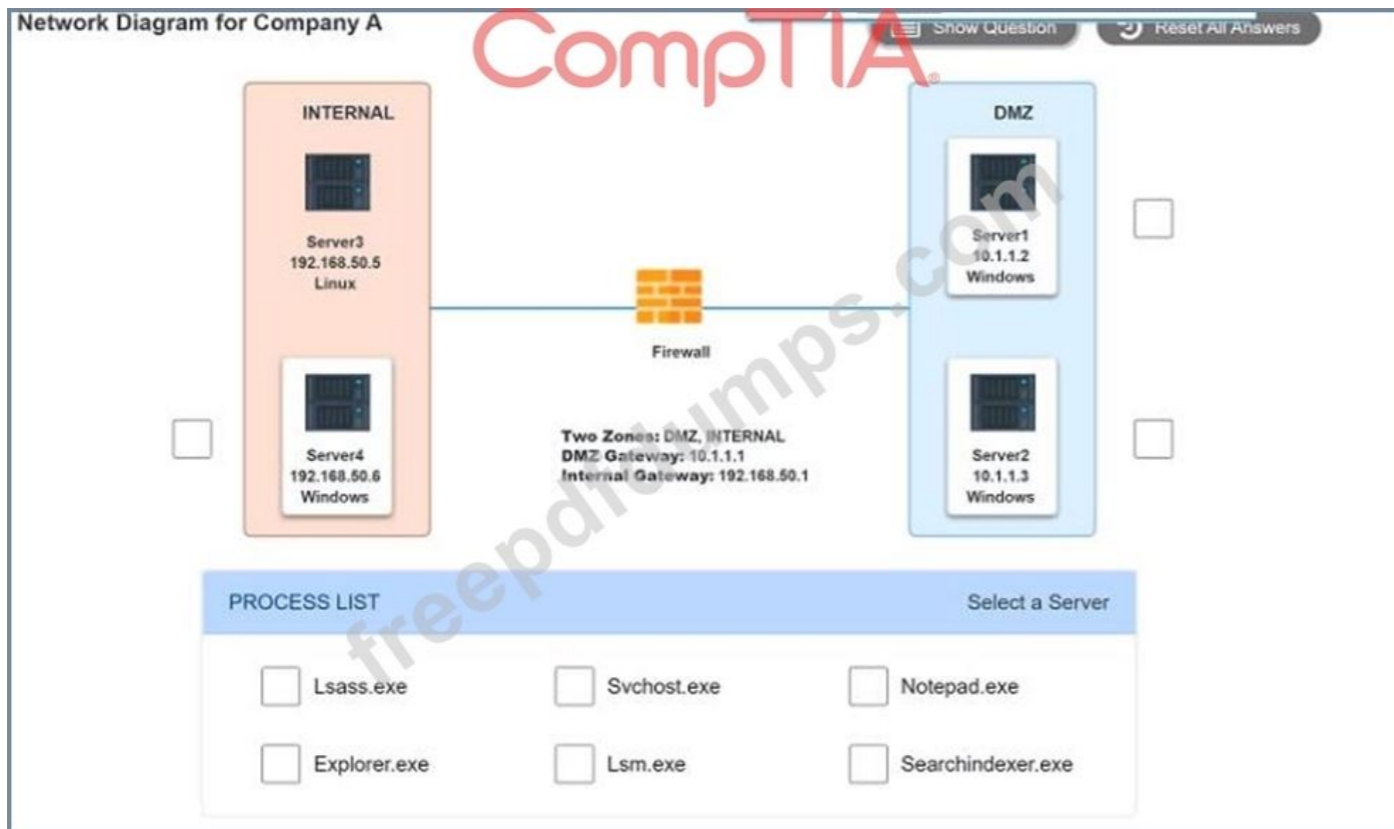 Network Diagram for Company A
CompTIA®
Show Question
Reset All Answers
INTERNAL
Server3
192.168.50.5
Linux
Server4
192.168.50.6
Windows
Firewall
Two Zones: DMZ, INTERNAL
DMZ Gateway: 10.1.1.1
Internal Gateway: 192.168.50.1
DMZ
Server1
10.1.1.2
Windows
Server2
10.1.1.3
Windows
freepdfdumps.com
PROCESS LIST
Select a Server
Lsass.exe
Svchost.exe
Notepad.exe
Explorer.exe
Lsm.exe
Searchindexer.exe